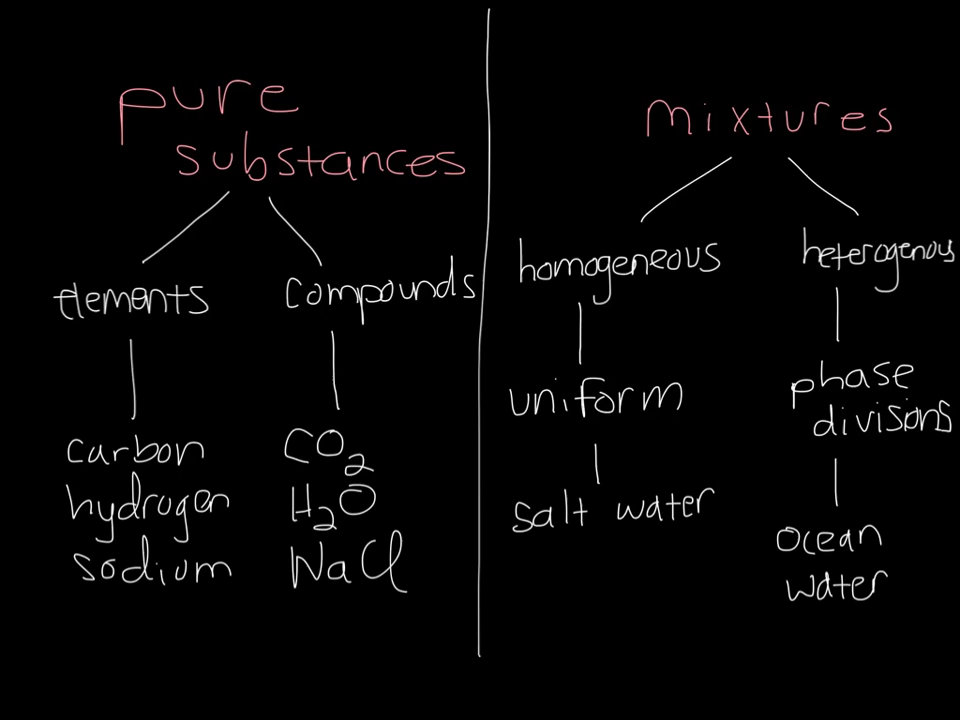 pure
substances
elements
compounds
carbon
hydrogen
sodium
CO2
H2O
NaCl
mixtures
homogeneous
heterogenous
uniform
phase
divisions
salt water
ocean
water